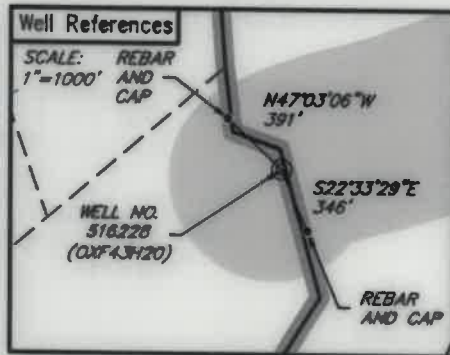 Well References
SCALE:
1"=1000'
REBAR
AND
CAP
N47°03'06"W
391'
S22°33'29"E
346'
WELL NO.
516228
(OXF43H20)
REBAR
AND CAP